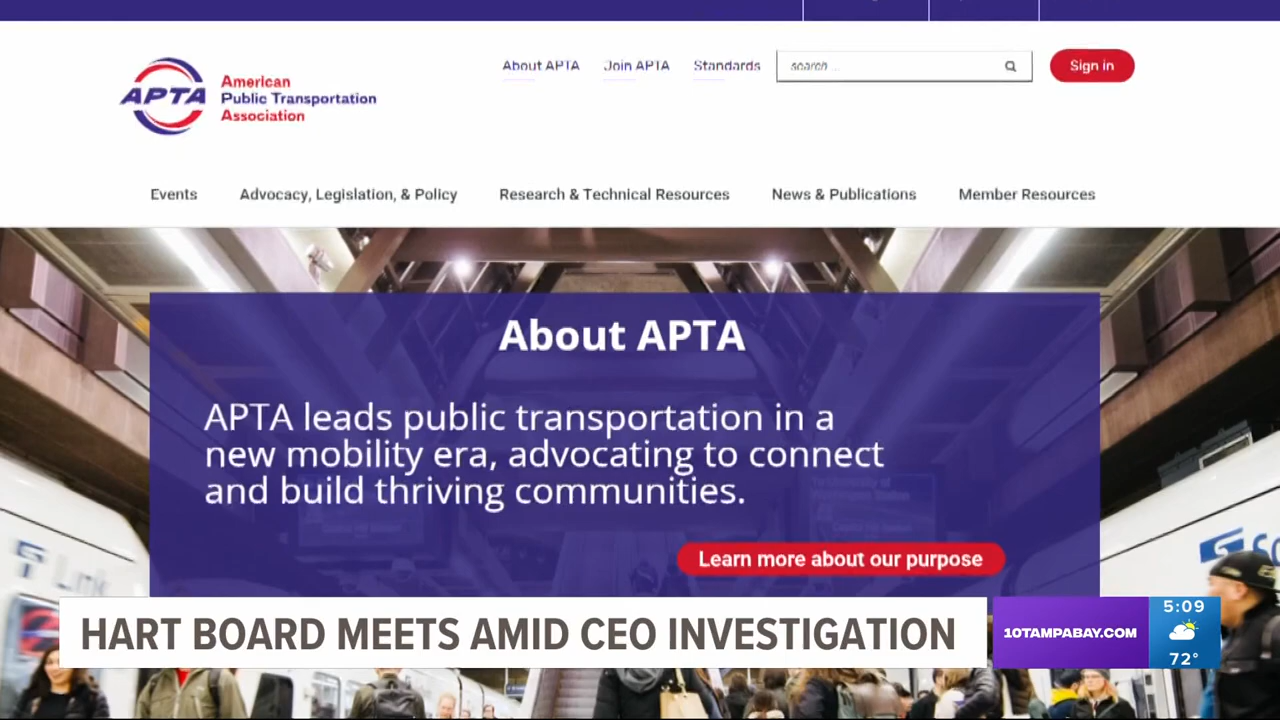 About APTA
Join APTA
Standards
search ...
Sign in
APTA
American
Public Transportation
Association
Events
Advocacy, Legislation, & Policy
Research & Technical Resources
News & Publications
Member Resources
About APTA
APTA leads public transportation in a
new mobility era, advocating to connect
and build thriving communities.
Learn more about our purpose
Link
HART BOARD MEETS AMID CEO INVESTIGATION
10TAMPABAY.COM
5:09
72°